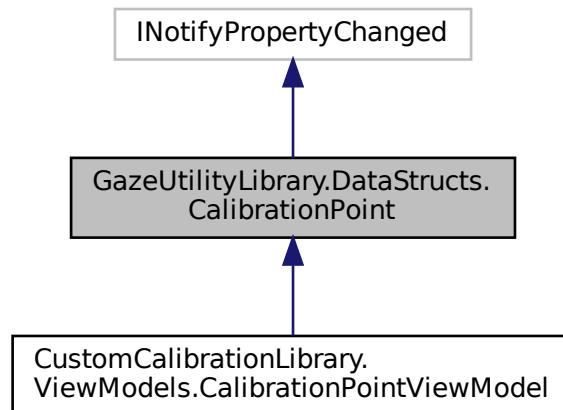 INotifyPropertyChanged
GazeUtilityLibrary.DataStructs.
CalibrationPoint
CustomCalibrationLibrary.
ViewModels.CalibrationPointViewModel